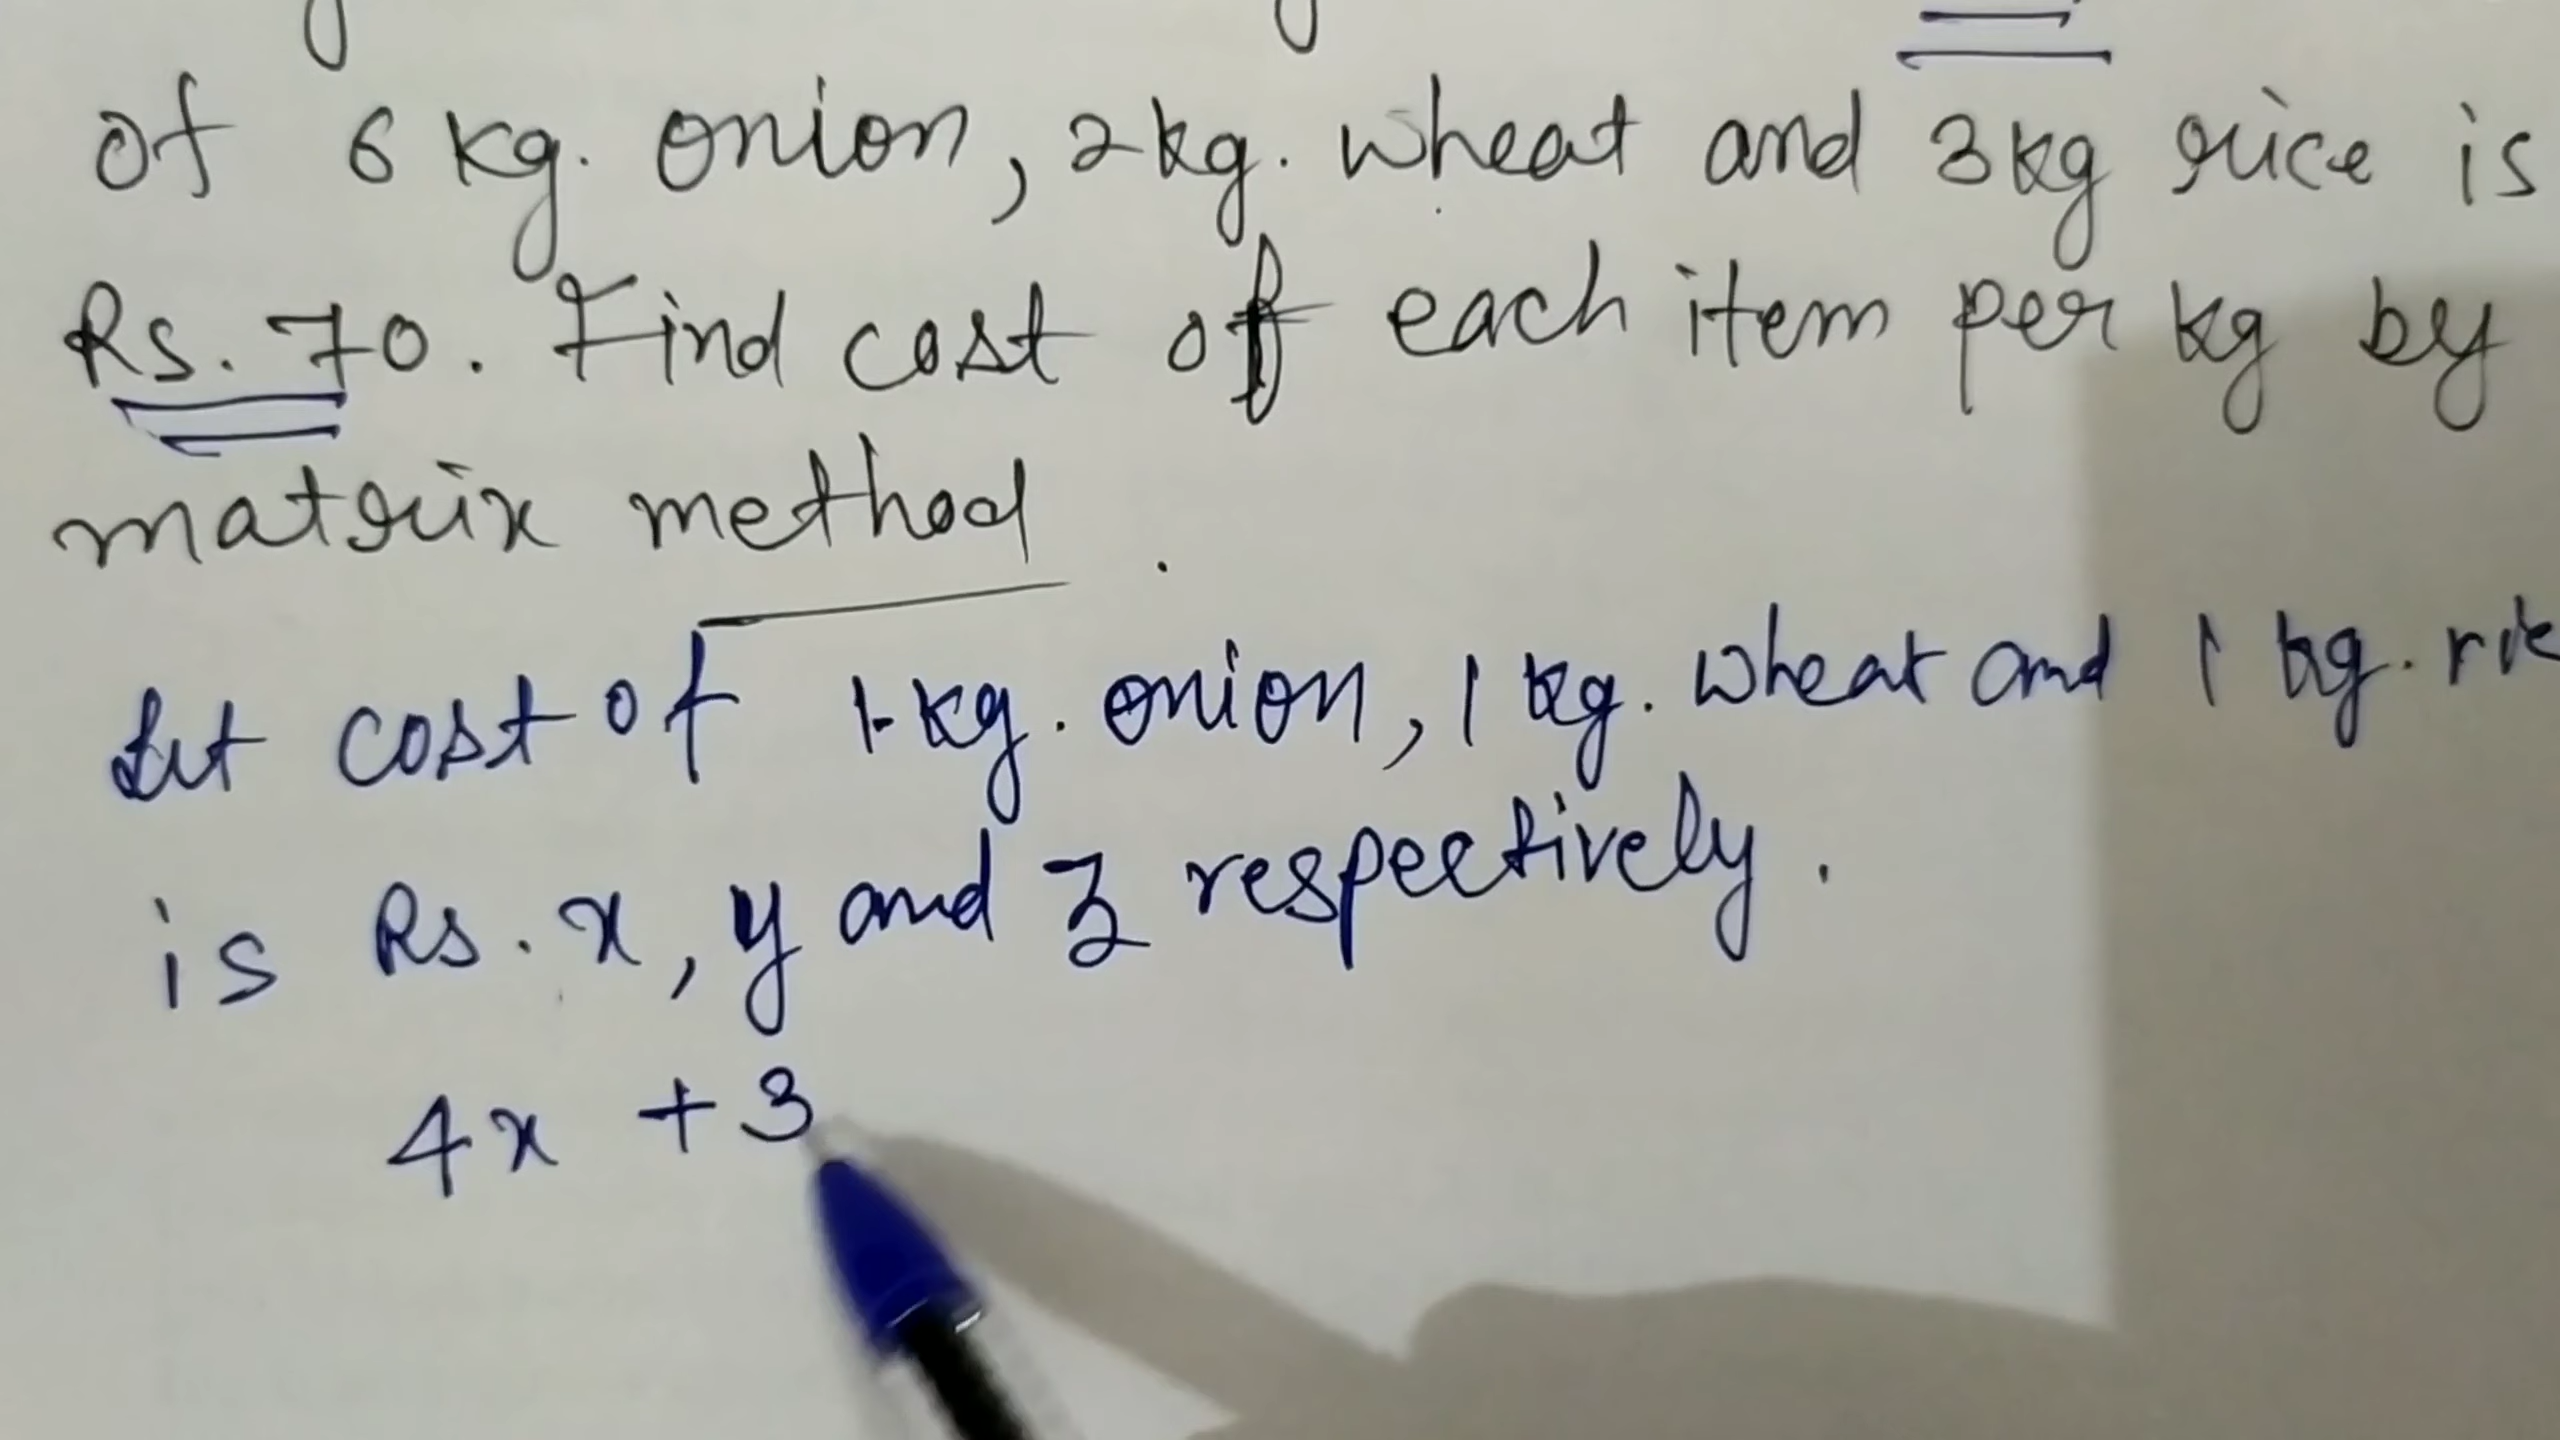 of 6 kg. onion, 2 kg. wheat and 3 kg rice is
Rs. 70. Find cost of each item per kg by
matrix method.
Let cost of 1 kg. onion, 1 kg. wheat and 1 kg. rice
is Rs. x, y and z respectively.
4x + 3